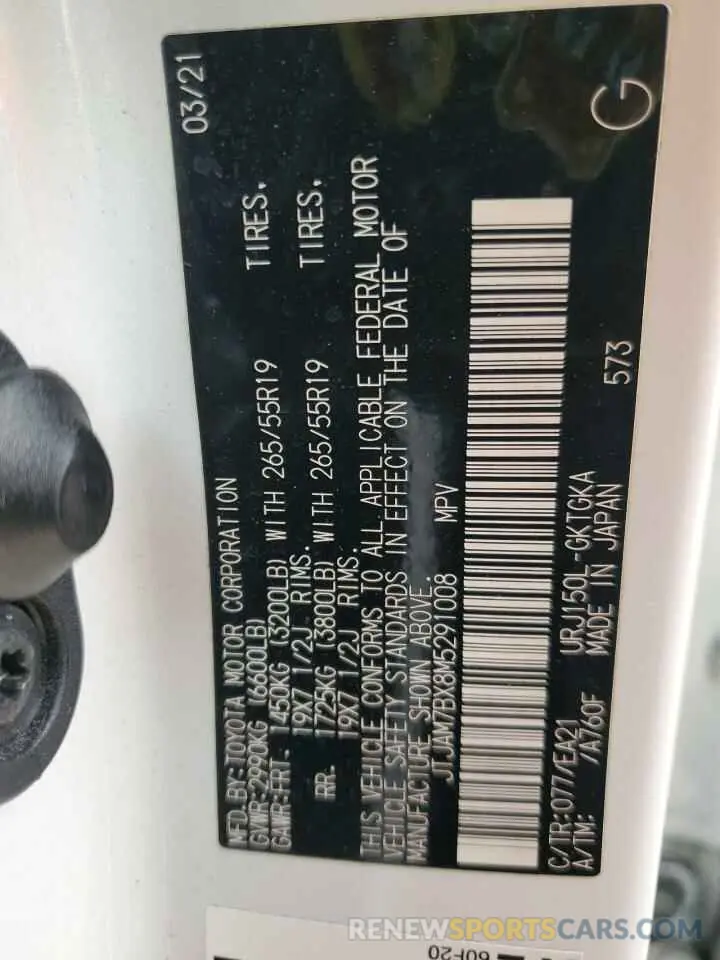 MFD BY:TOYOTA MOTOR CORPORATION 03/21
GVWR:2990KG (6600LB)
GAWR:FRT: 1450KG (3200LB) WITH 265/55R19 TIRES.
19X7 1/2J RIMS.
RR. 1725KG (3800LB) WITH 265/55R19 TIRES.
19X7 1/2J RIMS.
THIS VEHICLE CONFORMS TO ALL APPLICABLE FEDERAL MOTOR
VEHICLE SAFETY STANDARDS IN EFFECT ON THE DATE OF
MANUFACTURE SHOWN ABOVE.
JTJAM7BX8M5291008 MPV
C/TR:077/EA21 URJ150L-GKTGKA
A/TM: /A760F MADE IN JAPAN 573 G
60F20
RENEWSPORTSCARS.COM